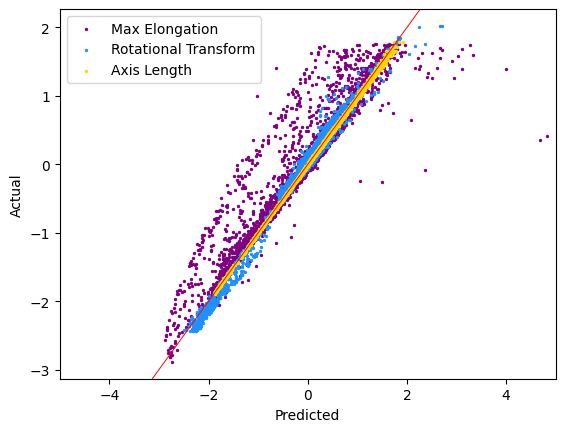 Max Elongation
Rotational Transform
Axis Length
2
1
0
−1
−2
−3
Actual
−4
−2
0
2
4
Predicted